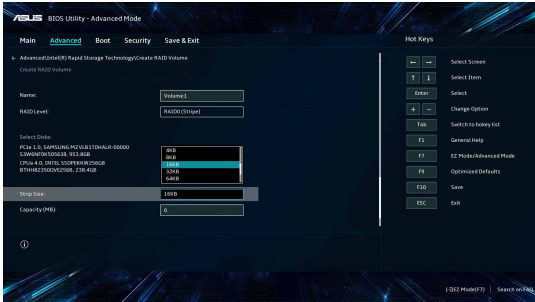 ASUS BIOS Utility - Advanced Mode
Main Advanced Boot Security Save & Exit
Hot Keys
← Advanced\Intel(R) Rapid Storage Technology\Create RAID Volume
Create RAID Volume
Name: Volume1
RAID Level: RAID0 (Stripe)
Select Disks:
PCIe 1.0, SAMSUNG MZVLB1T0HALR-00000
S3W6NF0K505638, 953.8GB
CPUa 4.0, INTEL SSDPEKNW256G8
BTHH82350QVE256B, 238.4GB
4KB
8KB
16KB
32KB
64KB
Strip Size: 16KB
Capacity (MB): 0
← → Select Screen
↑ ↓ Select Item
Enter Select
+ - Change Option
Tab Switch to hokey list
F1 General Help
F7 EZ Mode/Advanced Mode
F9 Optimized Defaults
F10 Save
ESC Exit
EZ Mode(F7) | Search on FAQ